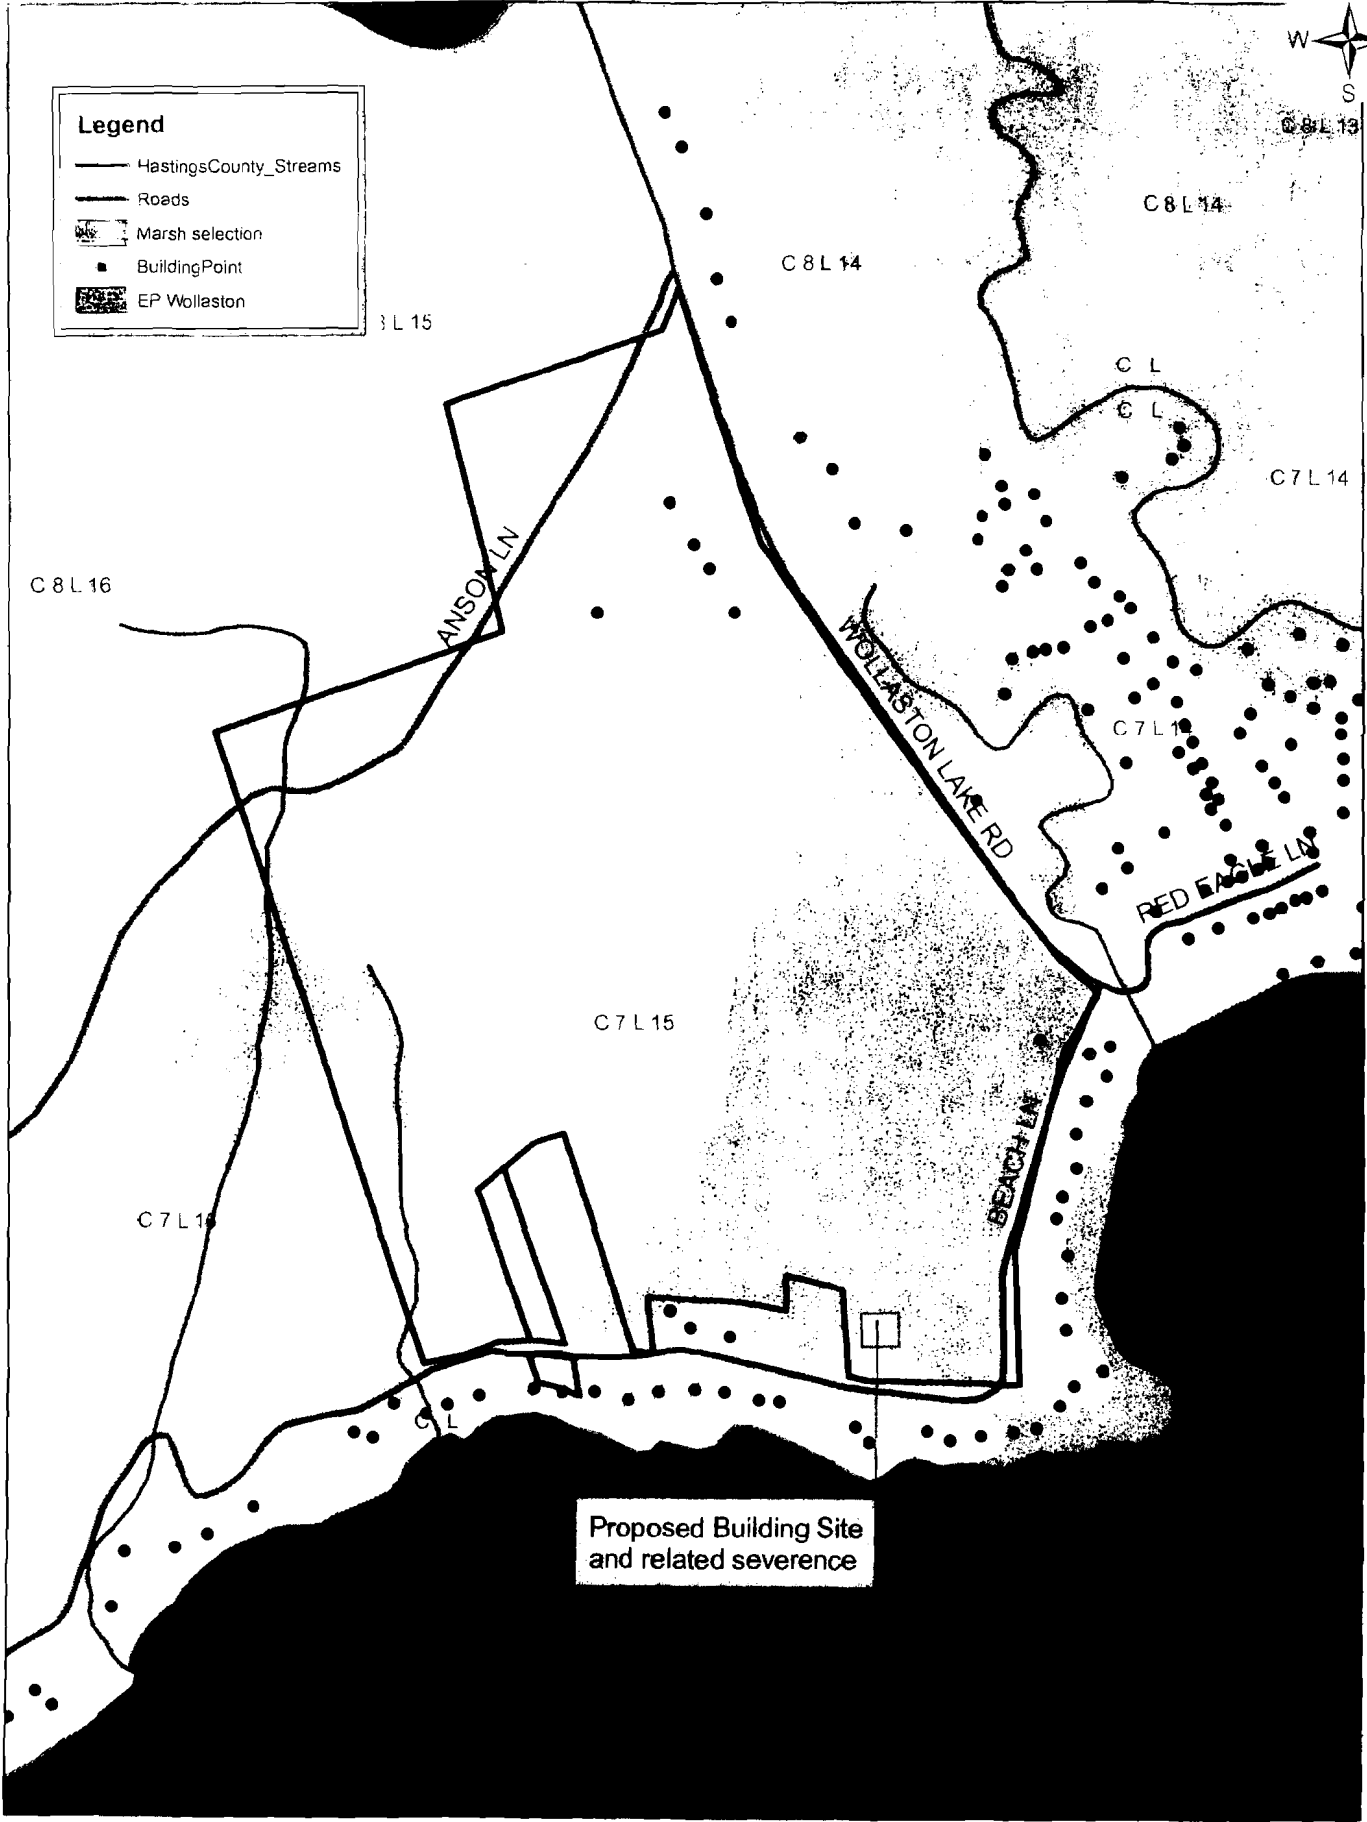 W
S
Legend
HastingsCounty_Streams
Roads
Marsh selection
BuildingPoint
EP Wollaston
C 8 L 13
C 8 L 14
C 8 L 14
L 15
C L
C L
C 7 L 14
C 8 L 16
ANSON LN
WOLLASTON LAKE RD
C 7 L 1
RED EAGLE LN
C 7 L 15
BEACH LN
C 7 L 1
C L
Proposed Building Site
and related severence